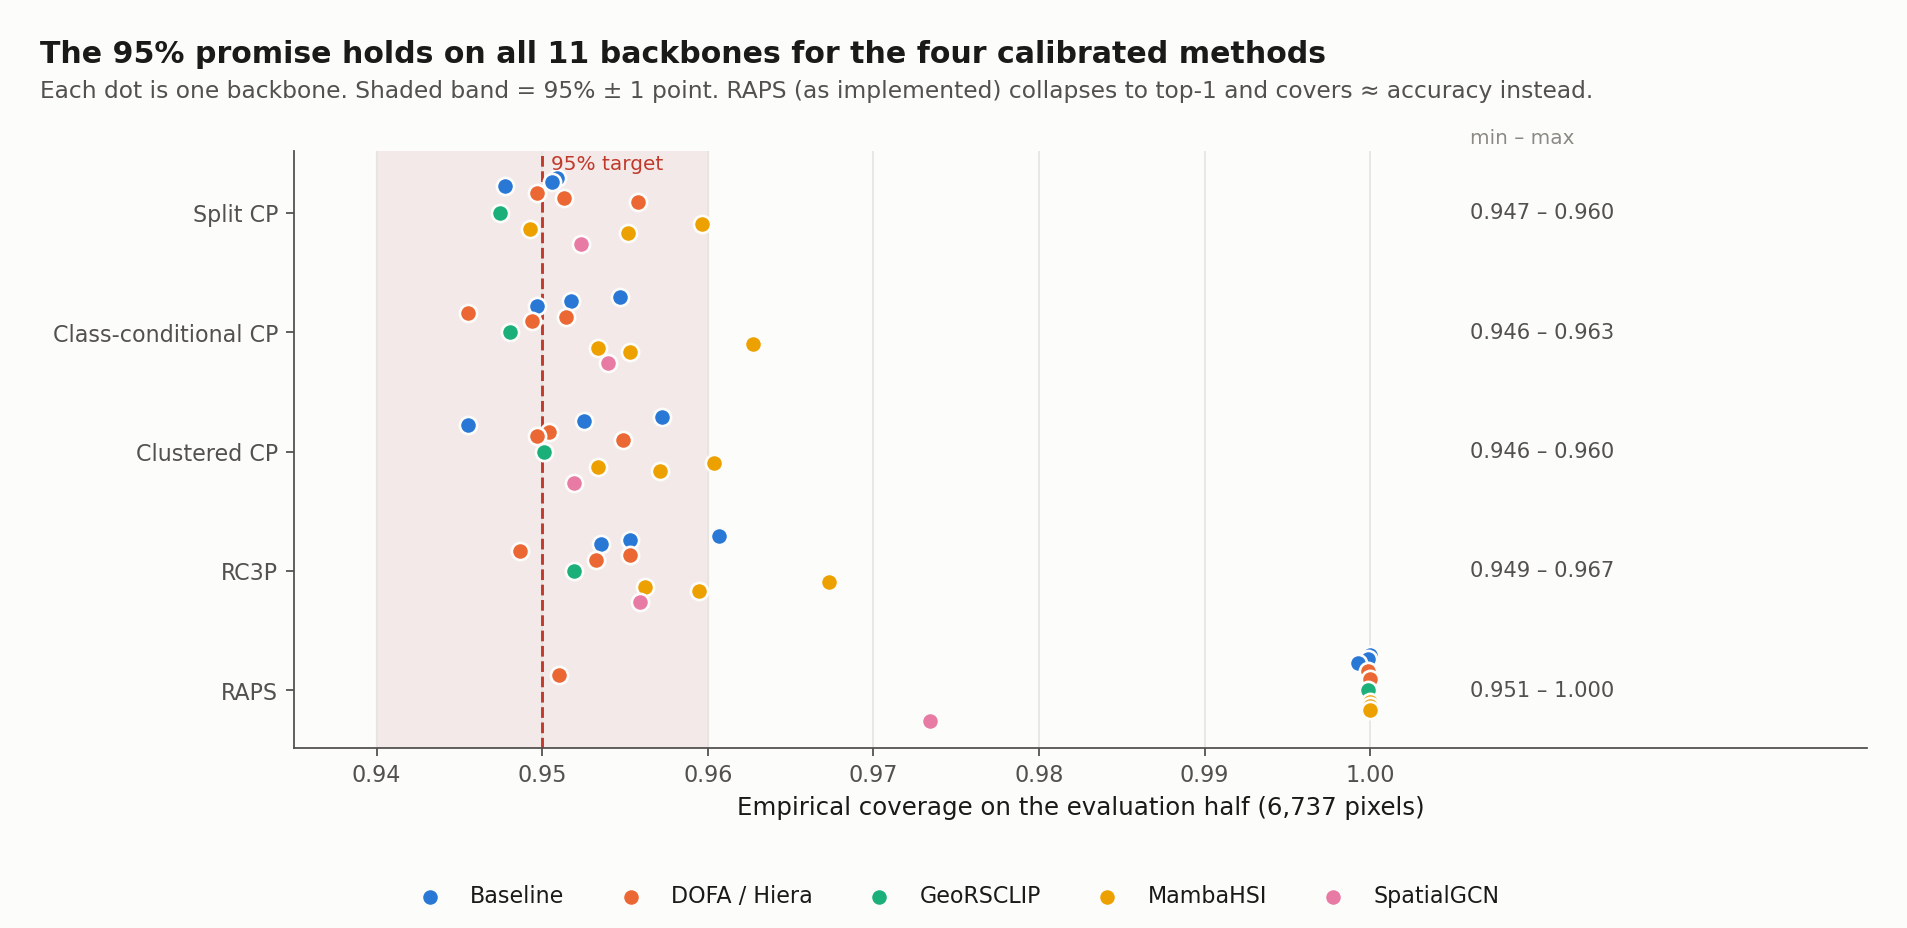 The 95% promise holds on all 11 backbones for the four calibrated methods
Each dot is one backbone. Shaded band = 95% ± 1 point. RAPS (as implemented) collapses to top-1 and covers ≈ accuracy instead.
min – max
95% target
Split CP
0.947 – 0.960
Class-conditional CP
0.946 – 0.963
Clustered CP
0.946 – 0.960
RC3P
0.949 – 0.967
RAPS
0.951 – 1.000
0.94 0.95 0.96 0.97 0.98 0.99 1.00
Empirical coverage on the evaluation half (6,737 pixels)
Baseline DOFA / Hiera GeoRSCLIP MambaHSI SpatialGCN